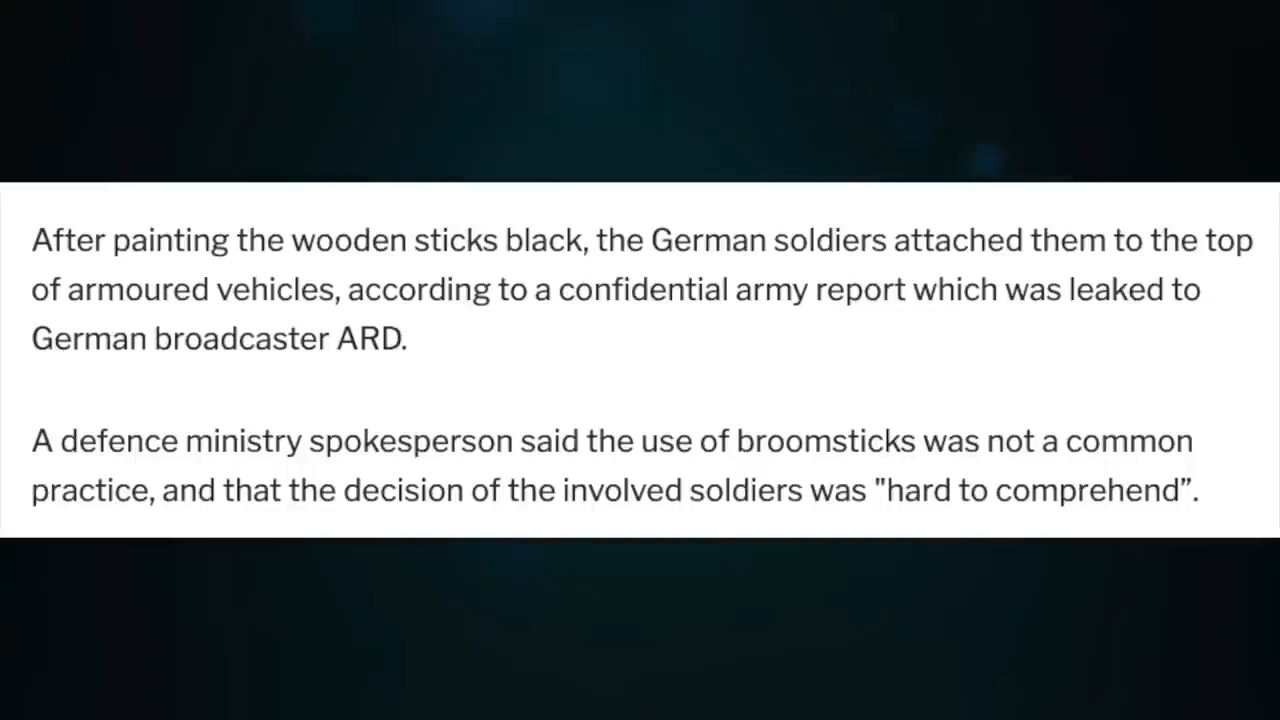 After painting the wooden sticks black, the German soldiers attached them to the top
of armoured vehicles, according to a confidential army report which was leaked to
German broadcaster ARD.
A defence ministry spokesperson said the use of broomsticks was not a common
practice, and that the decision of the involved soldiers was "hard to comprehend”.